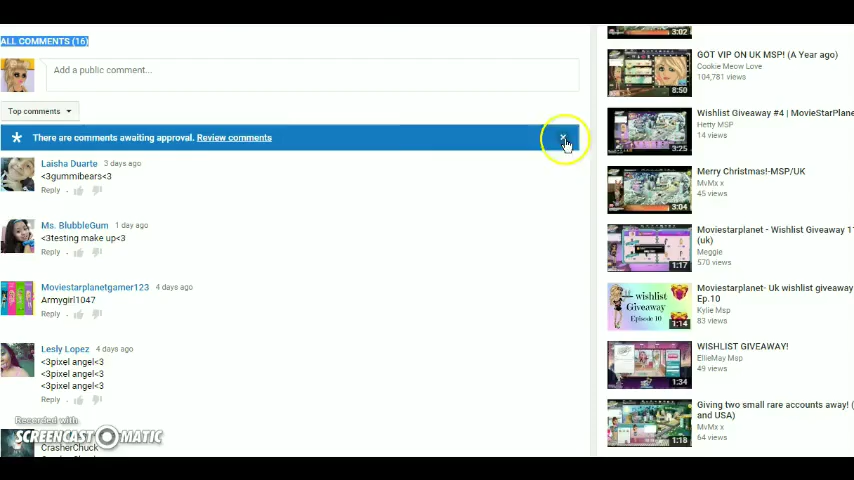 ALL COMMENTS (16)
Add a public comment...
Top comments
There are comments awaiting approval. Review comments
Laisha Duarte 3 days ago
<3gummibears<3
Reply
Ms. BlubbleGum 1 day ago
<3testing make up<3
Reply
Moviestarplanetgamer123 4 days ago
Armygirl1047
Reply
Lesly Lopez 4 days ago
<3pixel angel<3
<3pixel angel<3
<3pixel angel<3
Reply
Recorded with
SCREENCAST-O-MATIC
CrasherChuck
3:02
GOT VIP ON UK MSP! (A Year ago)
Cookie Meow Love
104,781 views
8:50
Wishlist Giveaway #4 | MovieStarPlane
Hetty MSP
14 views
3:25
Merry Christmas!-MSP/UK
MvMx x
45 views
3:04
Moviestarplanet - Wishlist Giveaway 1
(uk)
Meggie
570 views
1:17
Moviestarplanet- Uk wishlist giveaway
Ep.10
Kylie Msp
83 views
wishlist
Giveaway
Episode 10
1:14
WISHLIST GIVEAWAY!
EllieMay Msp
49 views
1:34
Giving two small rare accounts away! (
and USA)
MvMx x
64 views
1:18